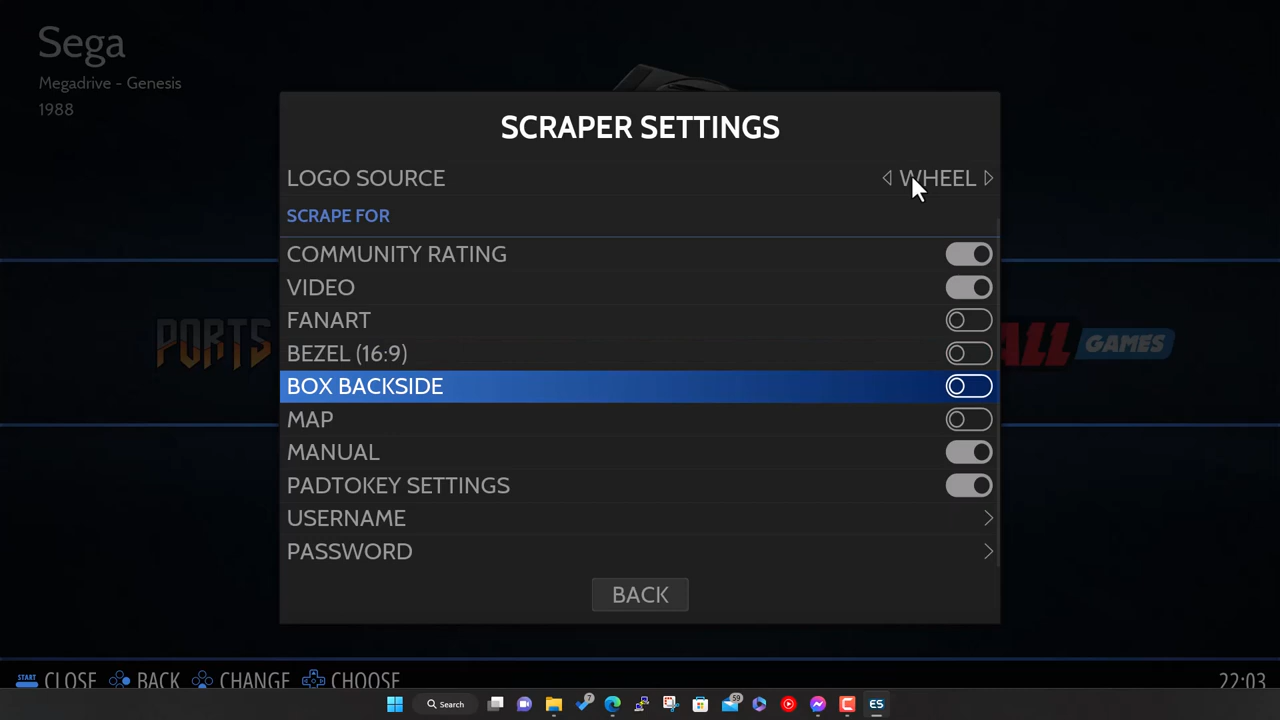 Sega
Megadrive - Genesis
1988
SCRAPER SETTINGS
LOGO SOURCE
WHEEL
SCRAPE FOR
COMMUNITY RATING
VIDEO
FANART
BEZEL (16:9)
PORTS
ALL GAMES
BOX BACKSIDE
MAP
MANUAL
PADTOKEY SETTINGS
USERNAME
PASSWORD
BACK
START CLOSE BACK CHANGE CHOOSE 22:03
Search 7 59 ES